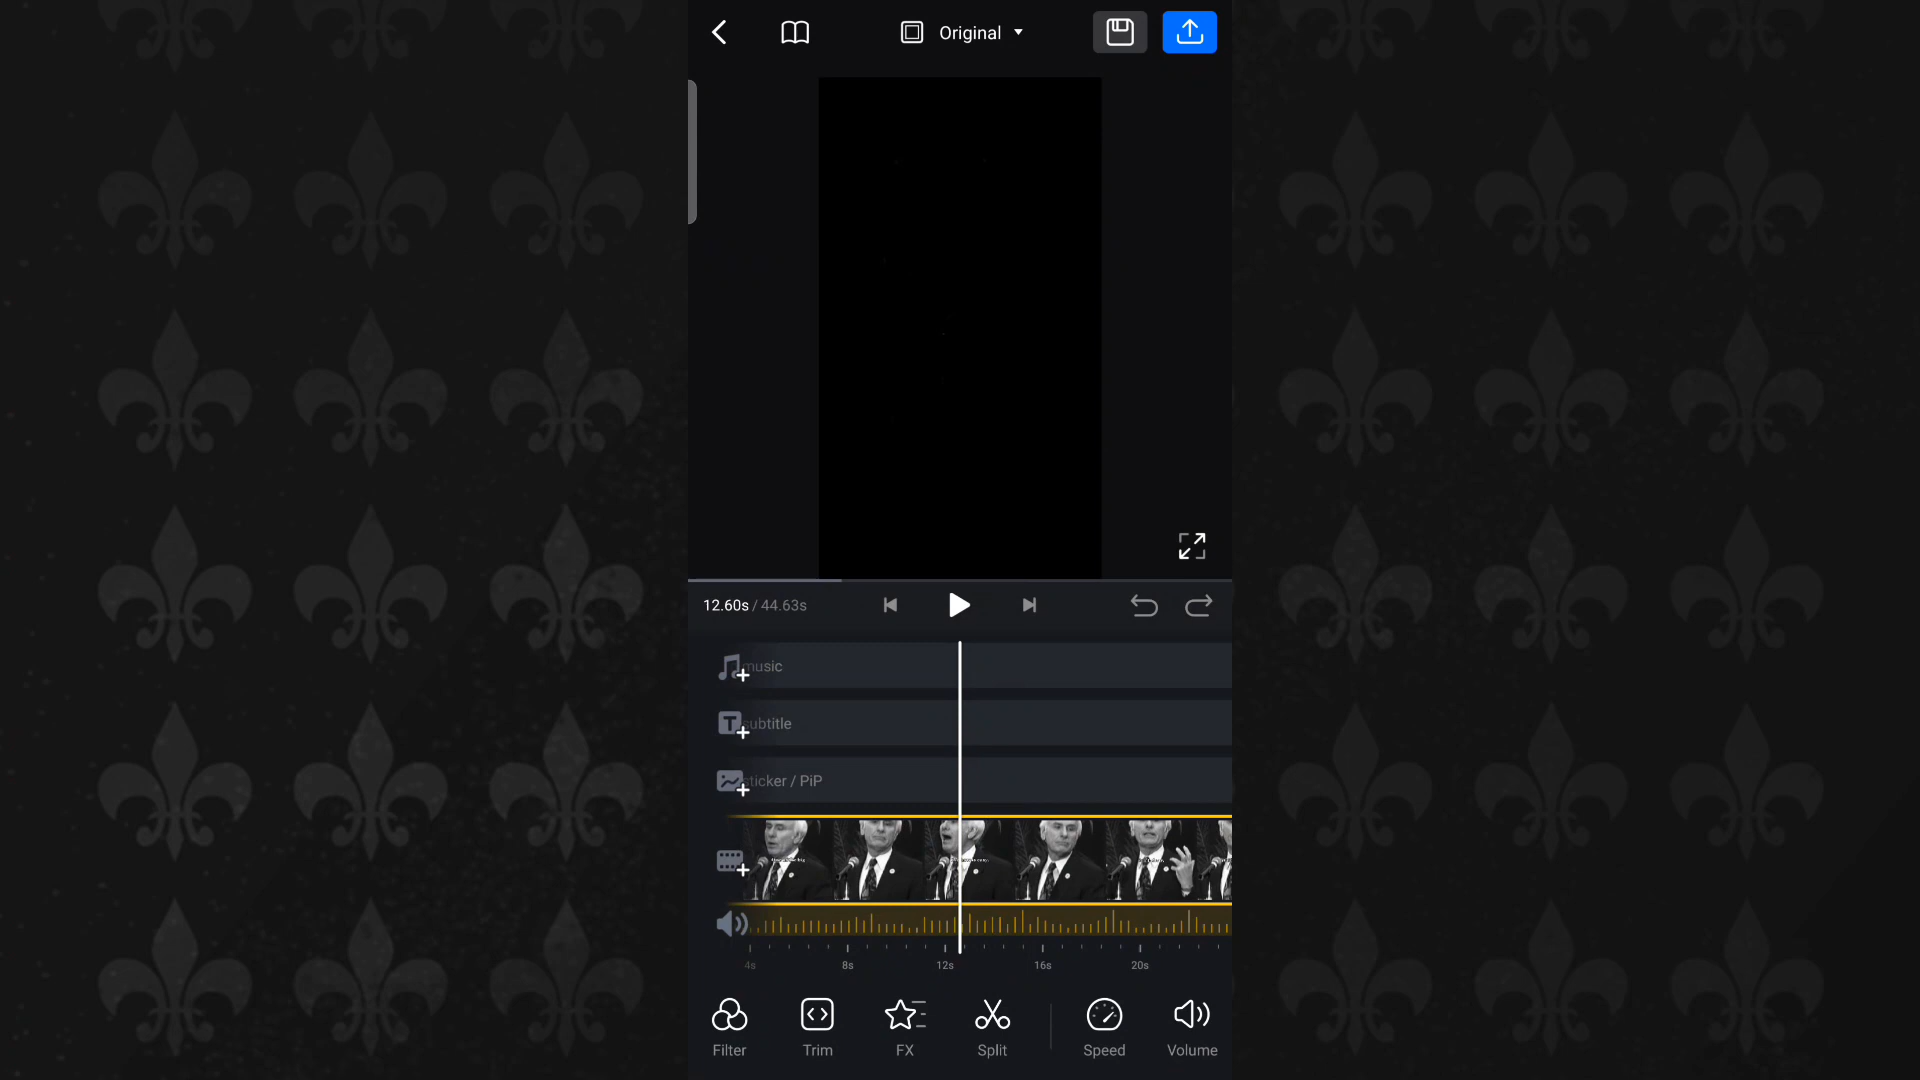 Original
12.60s / 44.63s
music
subtitle
sticker / PiP
4s 8s 12s 16s 20s
Filter Trim FX Split Speed Volume